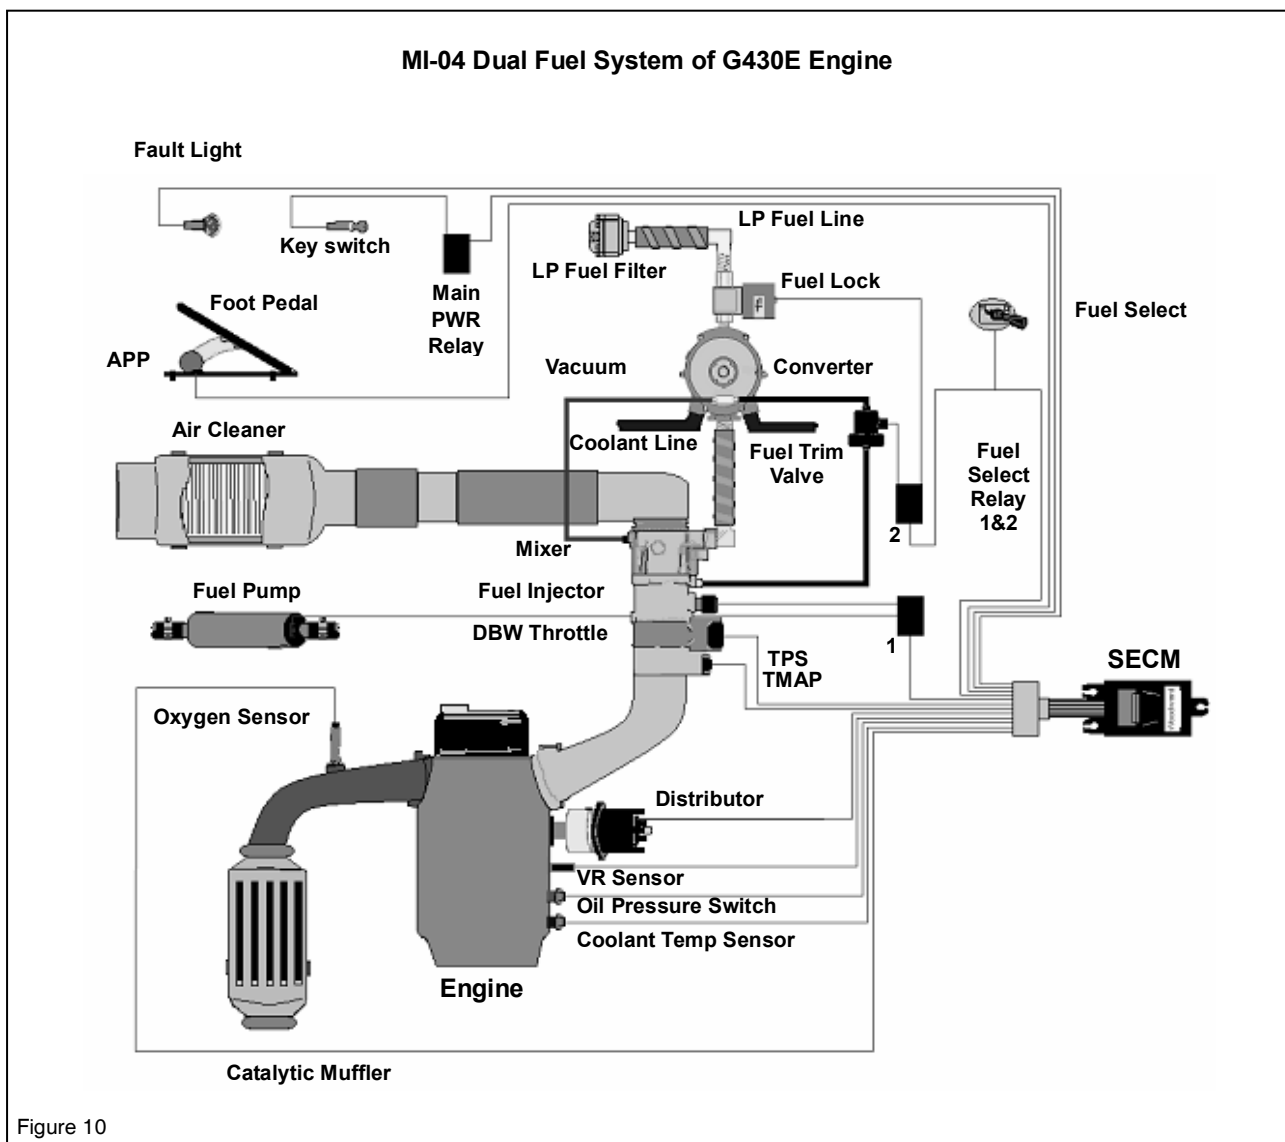 MI-04 Dual Fuel System of G430E Engine
Fault Light
Key switch
Main
PWR
Relay
LP Fuel Line
LP Fuel Filter
Fuel Lock
Fuel Select
Foot Pedal
APP
Vacuum
Converter
Air Cleaner
Coolant Line
Fuel Trim
Valve
Fuel
Select
Relay
1&2
2
Mixer
Fuel Pump
Fuel Injector
DBW Throttle
1
TPS
TMAP
SECM
Woodward
Oxygen Sensor
Distributor
VR Sensor
Oil Pressure Switch
Coolant Temp Sensor
Engine
Catalytic Muffler
Figure 10